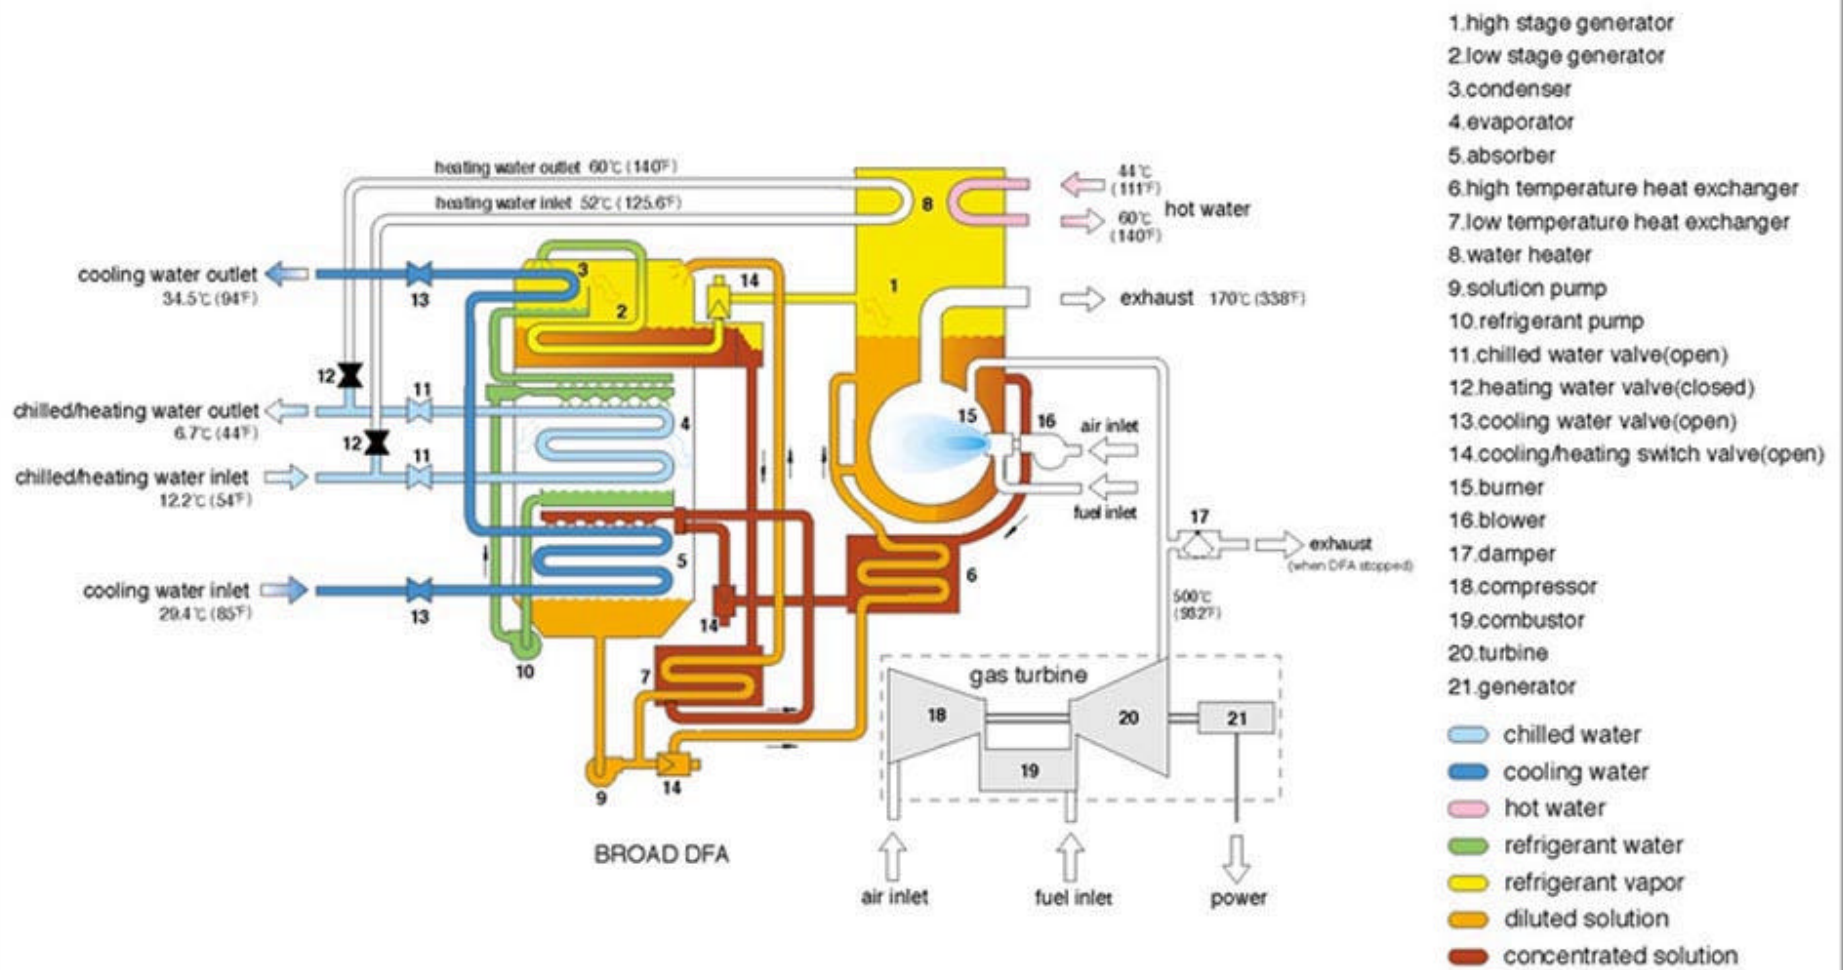 heating water outlet 60℃ (140℉)
heating water inlet 52℃ (125.6℉)
44℃
(111℉)
hot water
60℃
(140℉)
8
cooling water outlet
34.5℃ (94℉)
13
3
2
14
1
exhaust 170℃ (338℉)
12
11
chilled/heating water outlet
6.7℃ (44℉)
4
15
16
air inlet
12
11
chilled/heating water inlet
12.2℃ (54℉)
fuel inlet
17
exhaust
(when DFA stopped)
5
6
cooling water inlet
29.4℃ (85℉)
13
14
500℃
(932℉)
10
7
gas turbine
18
20
21
19
9
14
BROAD DFA
air inlet
fuel inlet
power
1.high stage generator
2.low stage generator
3.condenser
4.evaporator
5.absorber
6.high temperature heat exchanger
7.low temperature heat exchanger
8.water heater
9.solution pump
10.refrigerant pump
11.chilled water valve(open)
12.heating water valve(closed)
13.cooling water valve(open)
14.cooling/heating switch valve(open)
15.burner
16.blower
17.damper
18.compressor
19.combustor
20.turbine
21.generator
chilled water
cooling water
hot water
refrigerant water
refrigerant vapor
diluted solution
concentrated solution